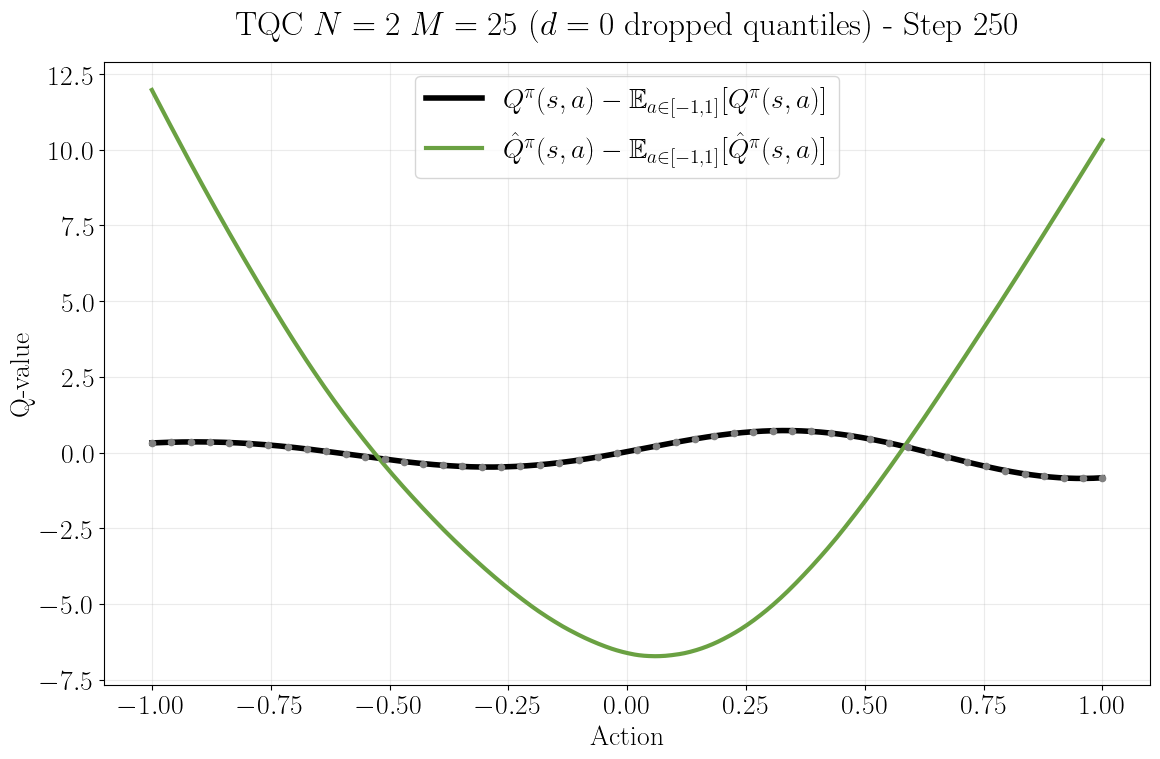 TQC $N = 2$ $M = 25$ ($d = 0$ dropped quantiles) - Step 250
12.5
$Q^{\pi}(s, a) - \mathbb{E}_{a \in [-1,1]}[Q^{\pi}(s, a)]$
$\hat{Q}^{\pi}(s, a) - \mathbb{E}_{a \in [-1,1]}[\hat{Q}^{\pi}(s, a)]$
10.0
7.5
5.0
2.5
0.0
−2.5
−5.0
−7.5
Q-value
−1.00 −0.75 −0.50 −0.25 0.00 0.25 0.50 0.75 1.00
Action